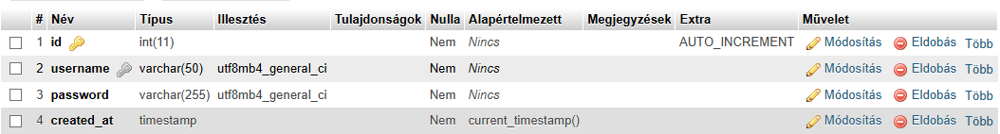 # Név Típus Illesztés Tulajdonságok Nulla Alapértelmezett Megjegyzések Extra Művelet
1 id int(11) Nem Nincs AUTO_INCREMENT Módosítás Eldobás Több
2 username varchar(50) utf8mb4_general_ci Nem Nincs Módosítás Eldobás Több
3 password varchar(255) utf8mb4_general_ci Nem Nincs Módosítás Eldobás Több
4 created_at timestamp Nem current_timestamp() Módosítás Eldobás Több